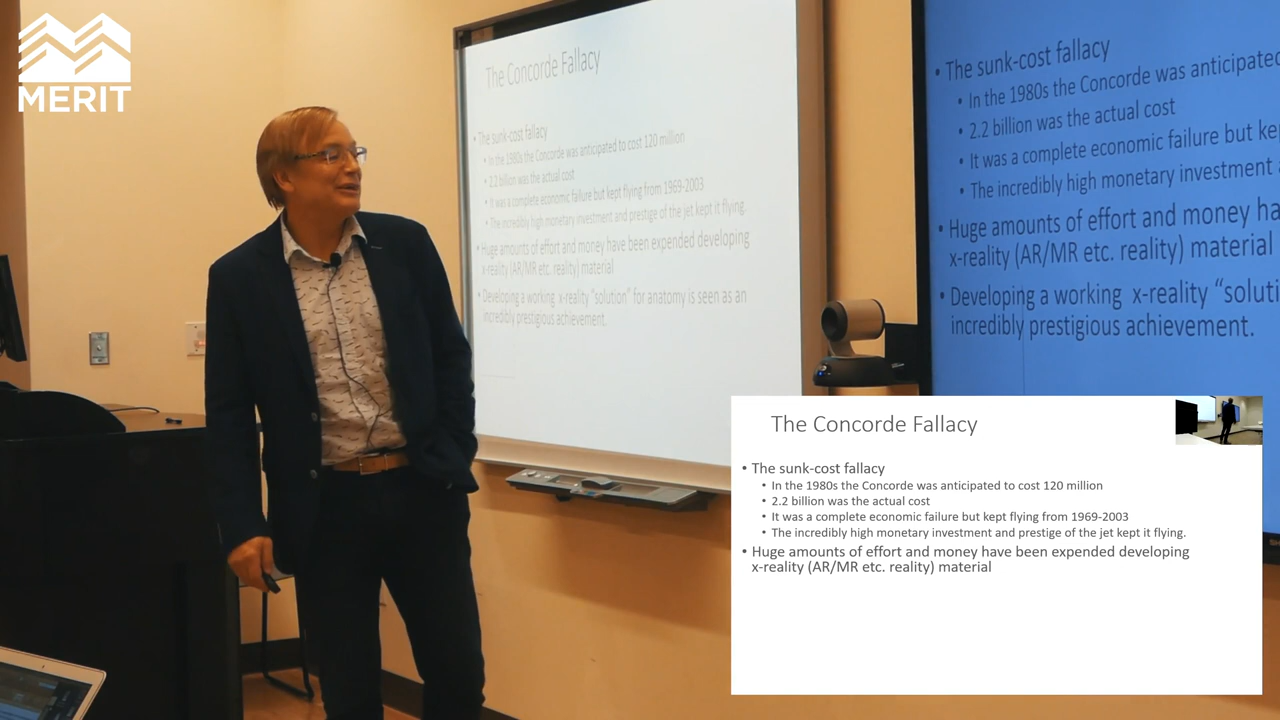 MERIT
The Concorde Fallacy
• The sunk-cost fallacy
• In the 1980s the Concorde was anticipated to cost 120 million
• 2.2 billion was the actual cost
• It was a complete economic failure but kept flying from 1969-2003
• The incredibly high monetary investment and prestige of the jet kept it flying.
• Huge amounts of effort and money have been expended developing
x-reality (AR/MR etc. reality) material
• Developing a working x-reality “solution” for anatomy is seen as an
incredibly prestigious achievement.
• The sunk-cost fallacy
• In the 1980s the Concorde was anticipated
• 2.2 billion was the actual cost
• It was a complete economic failure but ke
• The incredibly high monetary investment
• Huge amounts of effort and money ha
x-reality (AR/MR etc. reality) material
• Developing a working x-reality “soluti
incredibly prestigious achievement.
The Concorde Fallacy
• The sunk-cost fallacy
• In the 1980s the Concorde was anticipated to cost 120 million
• 2.2 billion was the actual cost
• It was a complete economic failure but kept flying from 1969-2003
• The incredibly high monetary investment and prestige of the jet kept it flying.
• Huge amounts of effort and money have been expended developing
x-reality (AR/MR etc. reality) material